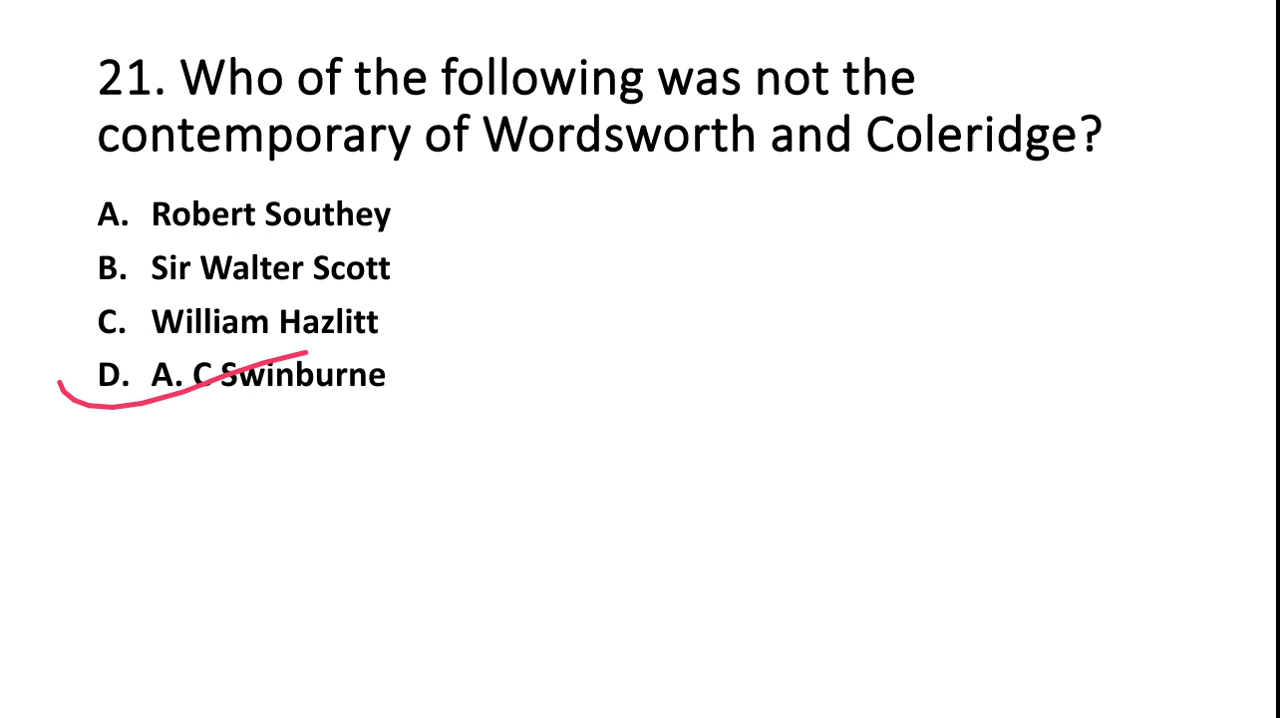 21. Who of the following was not the
contemporary of Wordsworth and Coleridge?
A. Robert Southey
B. Sir Walter Scott
C. William Hazlitt
D. A. C Swinburne